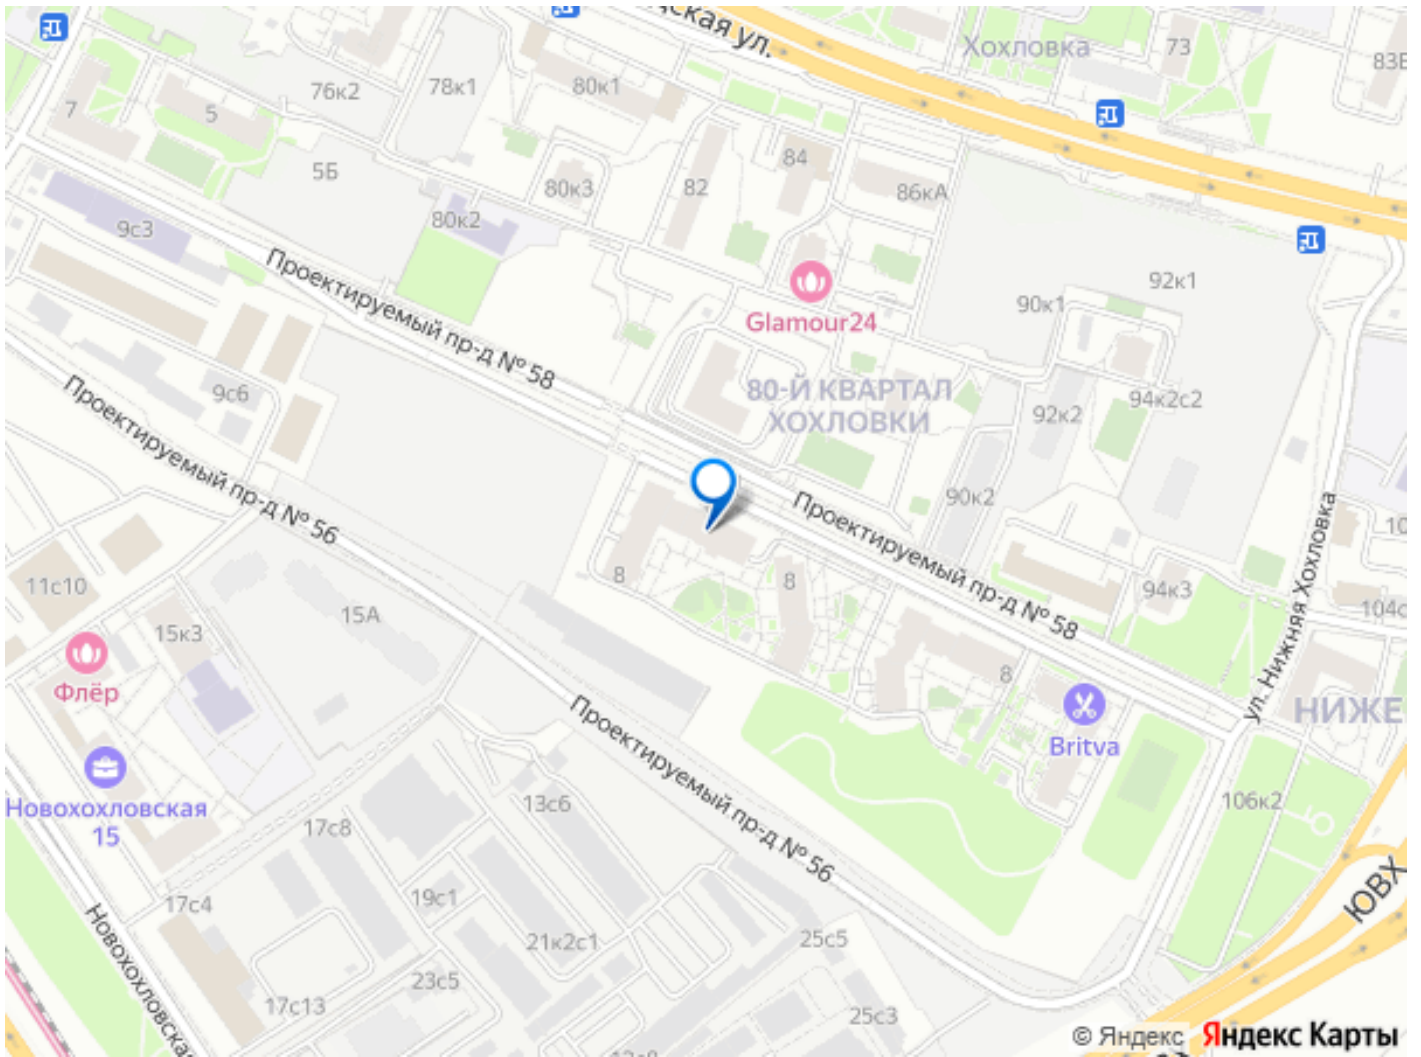 ская ул.
Хохловка
73
83В
76к2
78к1
80к1
7
5
5Б
80к3
82
84
86кА
9с3
80к2
Проектируемый пр-д № 58
92к1
90к1
Glamour24
80-Й КВАРТАЛ
ХОХЛОВКИ
9с6
92к2
94к2с2
Проектируемый пр-д № 56
90к2
Проектируемый пр-д № 58
ул. Нижняя Хохловка
10
11с10
8
8
94к3
104с
15А
15к3
Флёр
8
НИЖЕ
Britva
Проектируемый пр-д № 56
Новохохловская
15
13с6
17с8
106к2
19с1
17с4
ЮВХ
Новохохловская
21к2с1
25с5
23с5
17с13
25с3
© Яндекс Яндекс Карты